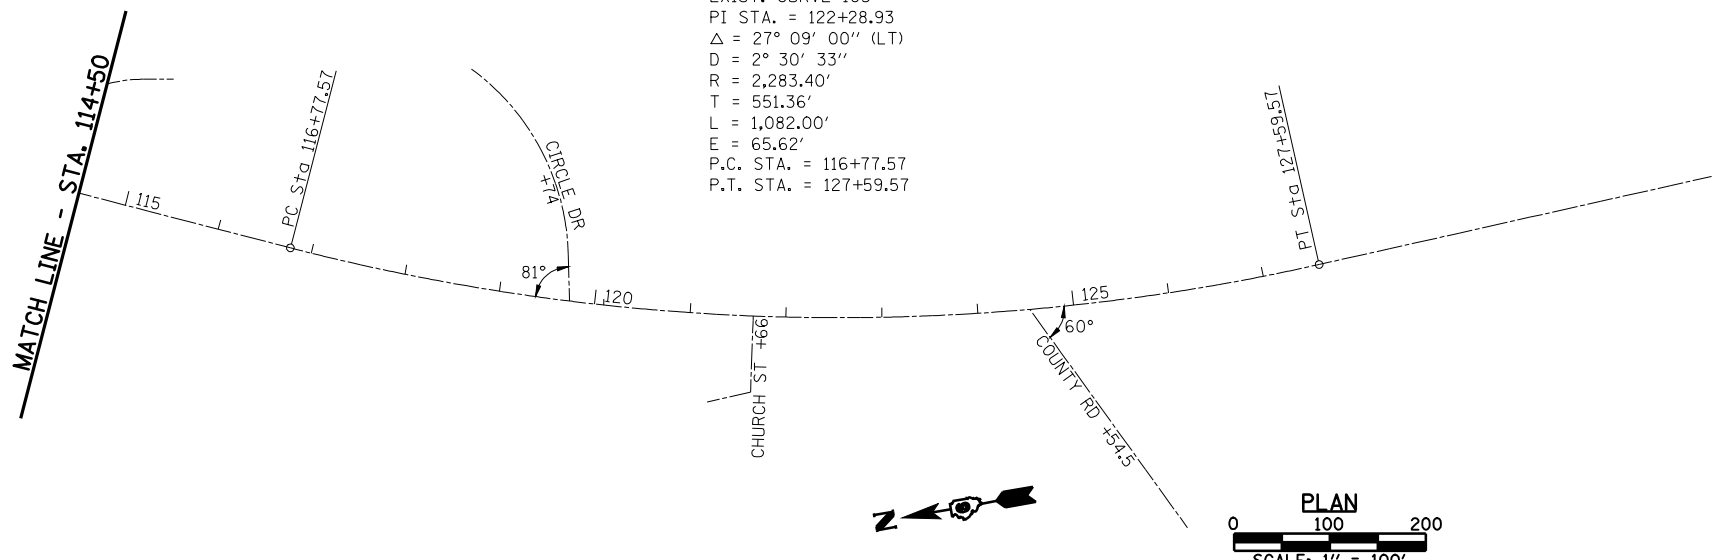 PI STA. = 122+28.93
△ = 27° 09′ 00″ (LT)
D = 2° 30′ 33″
R = 2,283.40′
T = 551.36′
L = 1,082.00′
E = 65.62′
P.C. STA. = 116+77.57
P.T. STA. = 127+59.57
MATCH LINE - STA. 114+50
115
PC Sta 116+77.57
CIRCLE DR
+74
81°
120
CHURCH ST +66
125
60°
COUNTY RD +54.5
PT Sta 127+59.57
N
PLAN
0 100 200
SCALE: 1″ = 100′